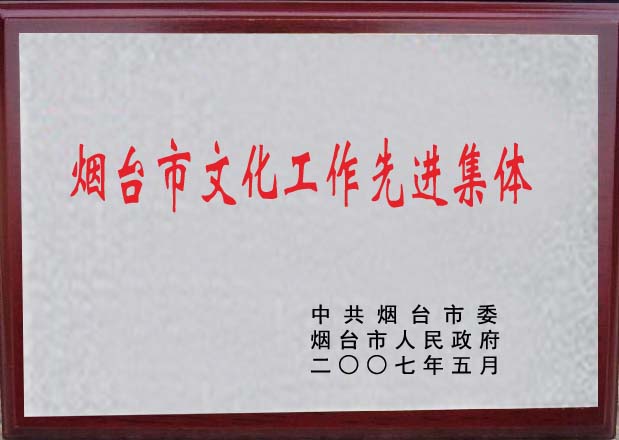 烟台市文化工作先进集体
中共烟台市委
烟台市人民政府
二〇〇七年五月